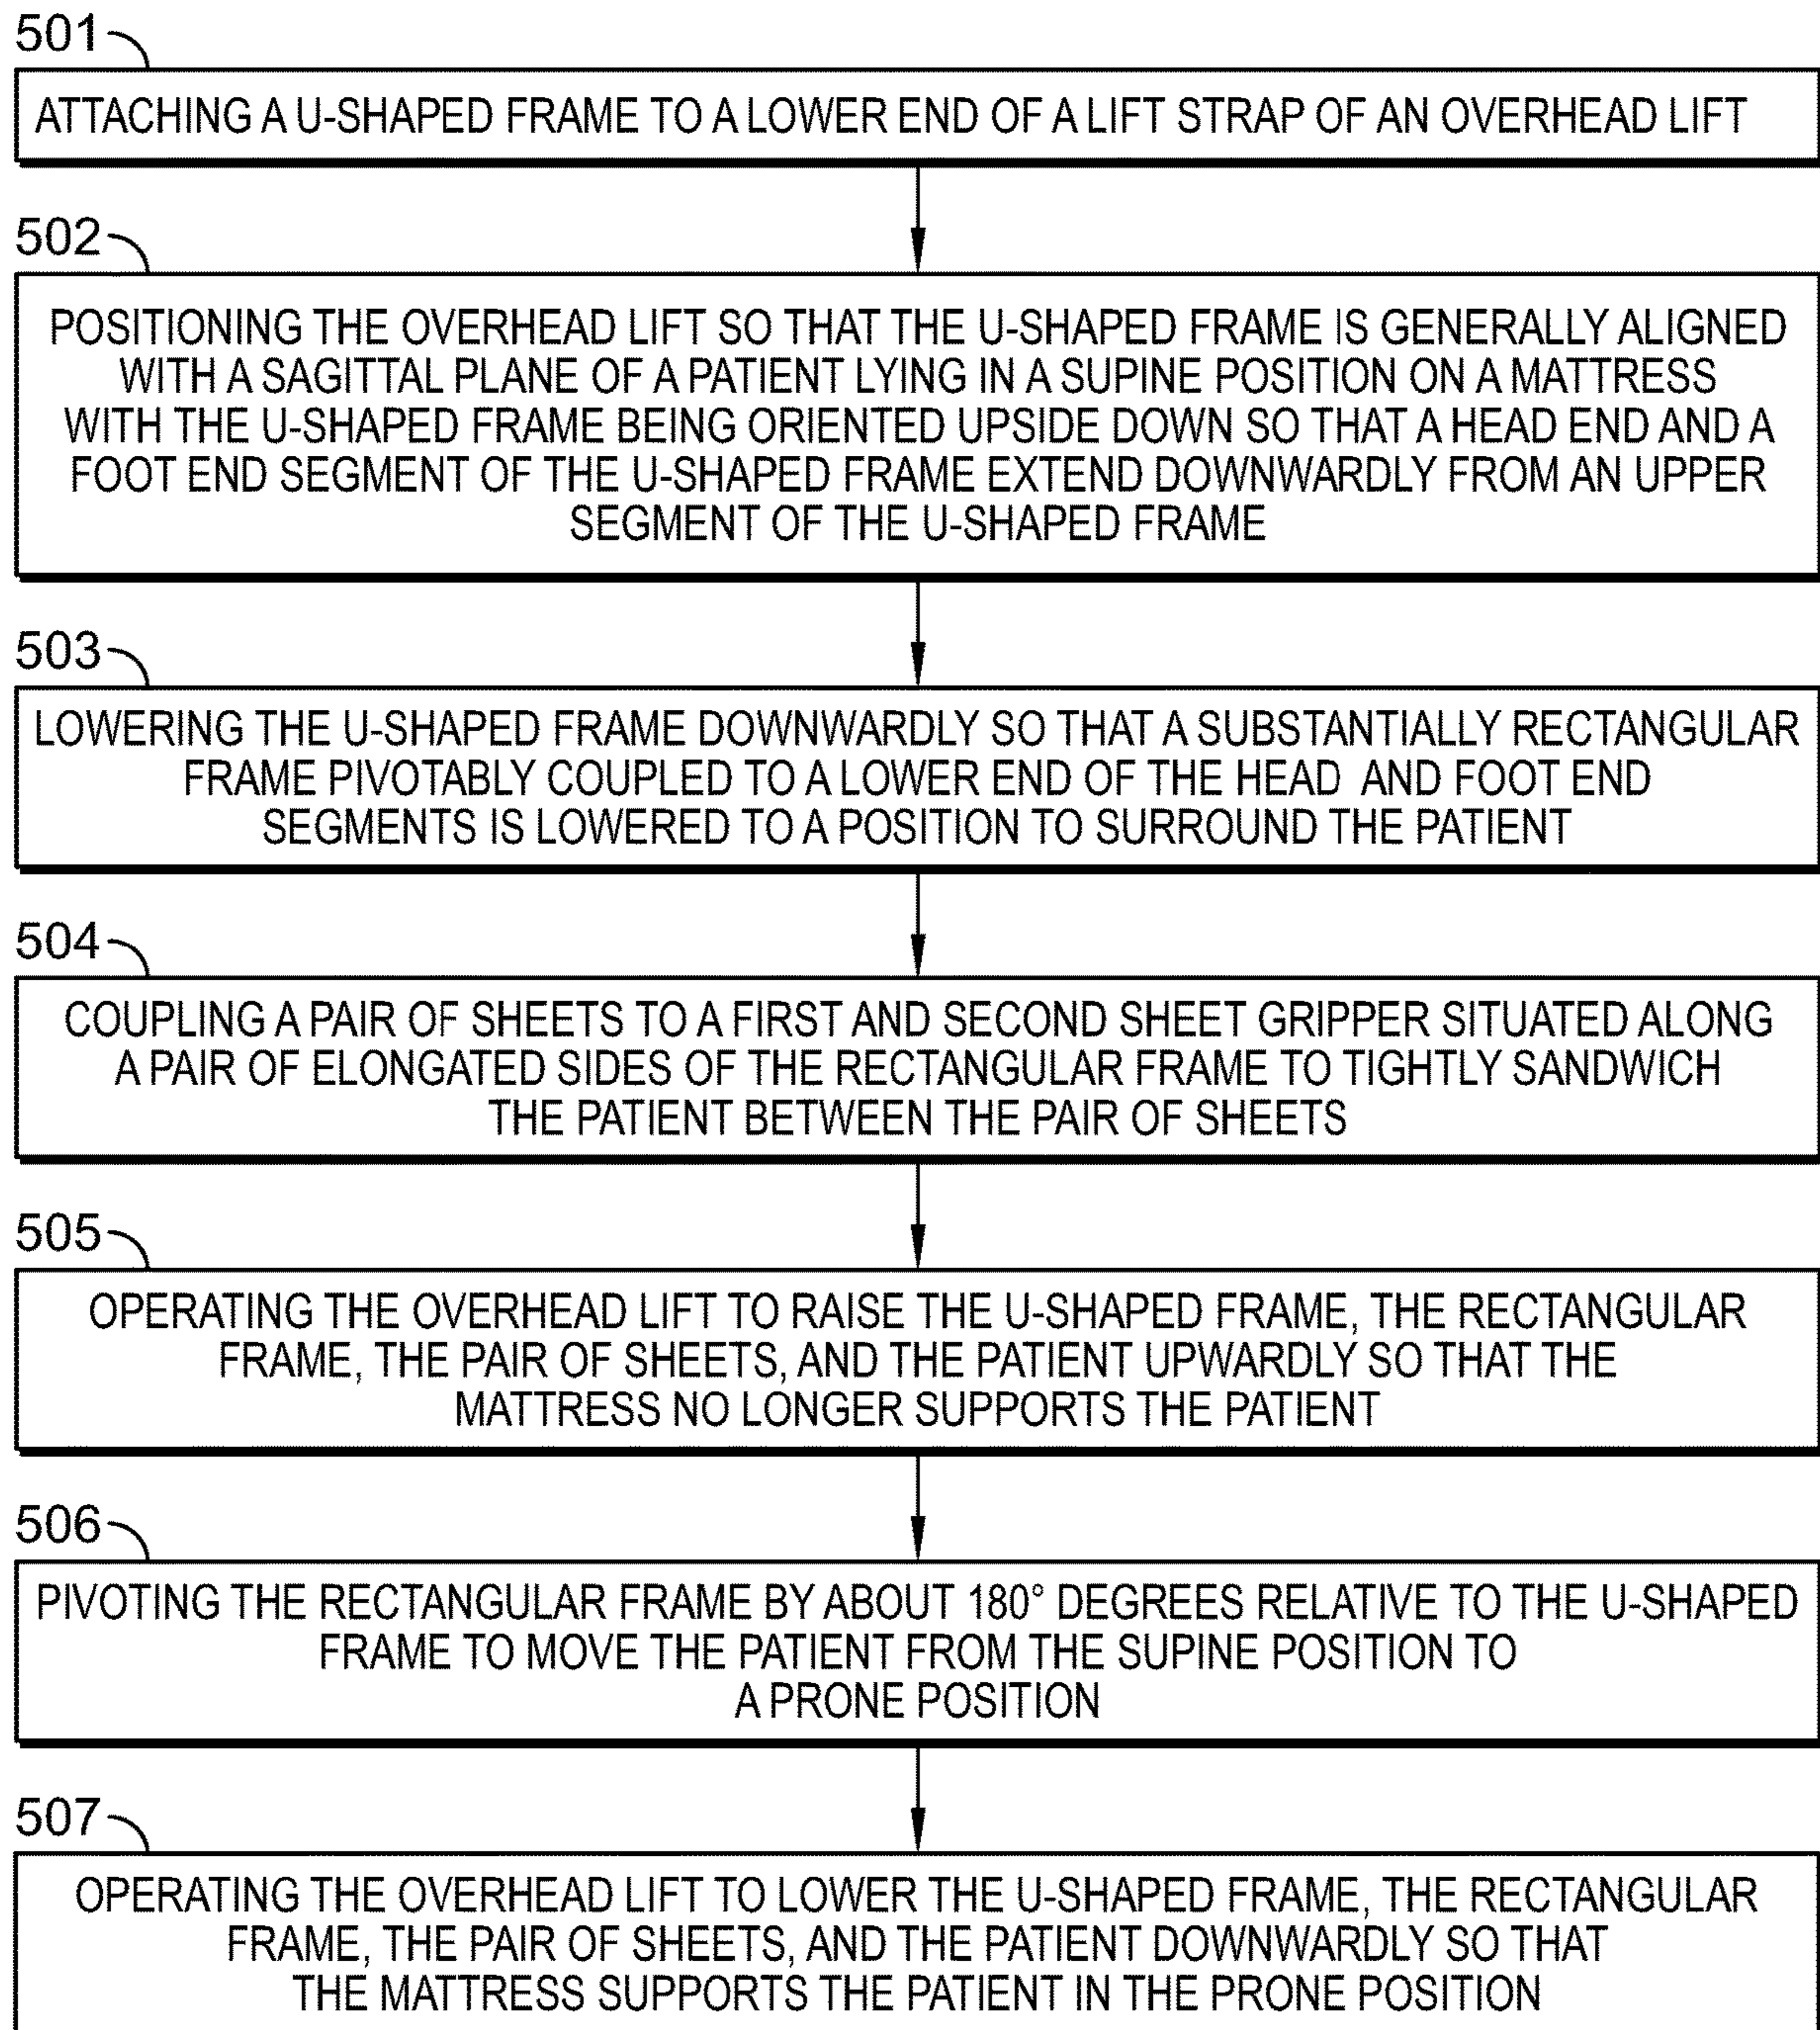 501
ATTACHING A U-SHAPED FRAME TO A LOWER END OF A LIFT STRAP OF AN OVERHEAD LIFT
502
POSITIONING THE OVERHEAD LIFT SO THAT THE U-SHAPED FRAME IS GENERALLY ALIGNED
WITH A SAGITTAL PLANE OF A PATIENT LYING IN A SUPINE POSITION ON A MATTRESS
WITH THE U-SHAPED FRAME BEING ORIENTED UPSIDE DOWN SO THAT A HEAD END AND A
FOOT END SEGMENT OF THE U-SHAPED FRAME EXTEND DOWNWARDLY FROM AN UPPER
SEGMENT OF THE U-SHAPED FRAME
503
LOWERING THE U-SHAPED FRAME DOWNWARDLY SO THAT A SUBSTANTIALLY RECTANGULAR
FRAME PIVOTABLY COUPLED TO A LOWER END OF THE HEAD AND FOOT END
SEGMENTS IS LOWERED TO A POSITION TO SURROUND THE PATIENT
504
COUPLING A PAIR OF SHEETS TO A FIRST AND SECOND SHEET GRIPPER SITUATED ALONG
A PAIR OF ELONGATED SIDES OF THE RECTANGULAR FRAME TO TIGHTLY SANDWICH
THE PATIENT BETWEEN THE PAIR OF SHEETS
505
OPERATING THE OVERHEAD LIFT TO RAISE THE U-SHAPED FRAME, THE RECTANGULAR
FRAME, THE PAIR OF SHEETS, AND THE PATIENT UPWARDLY SO THAT THE
MATTRESS NO LONGER SUPPORTS THE PATIENT
506
PIVOTING THE RECTANGULAR FRAME BY ABOUT 180° DEGREES RELATIVE TO THE U-SHAPED
FRAME TO MOVE THE PATIENT FROM THE SUPINE POSITION TO
A PRONE POSITION
507
OPERATING THE OVERHEAD LIFT TO LOWER THE U-SHAPED FRAME, THE RECTANGULAR
FRAME, THE PAIR OF SHEETS, AND THE PATIENT DOWNWARDLY SO THAT
THE MATTRESS SUPPORTS THE PATIENT IN THE PRONE POSITION